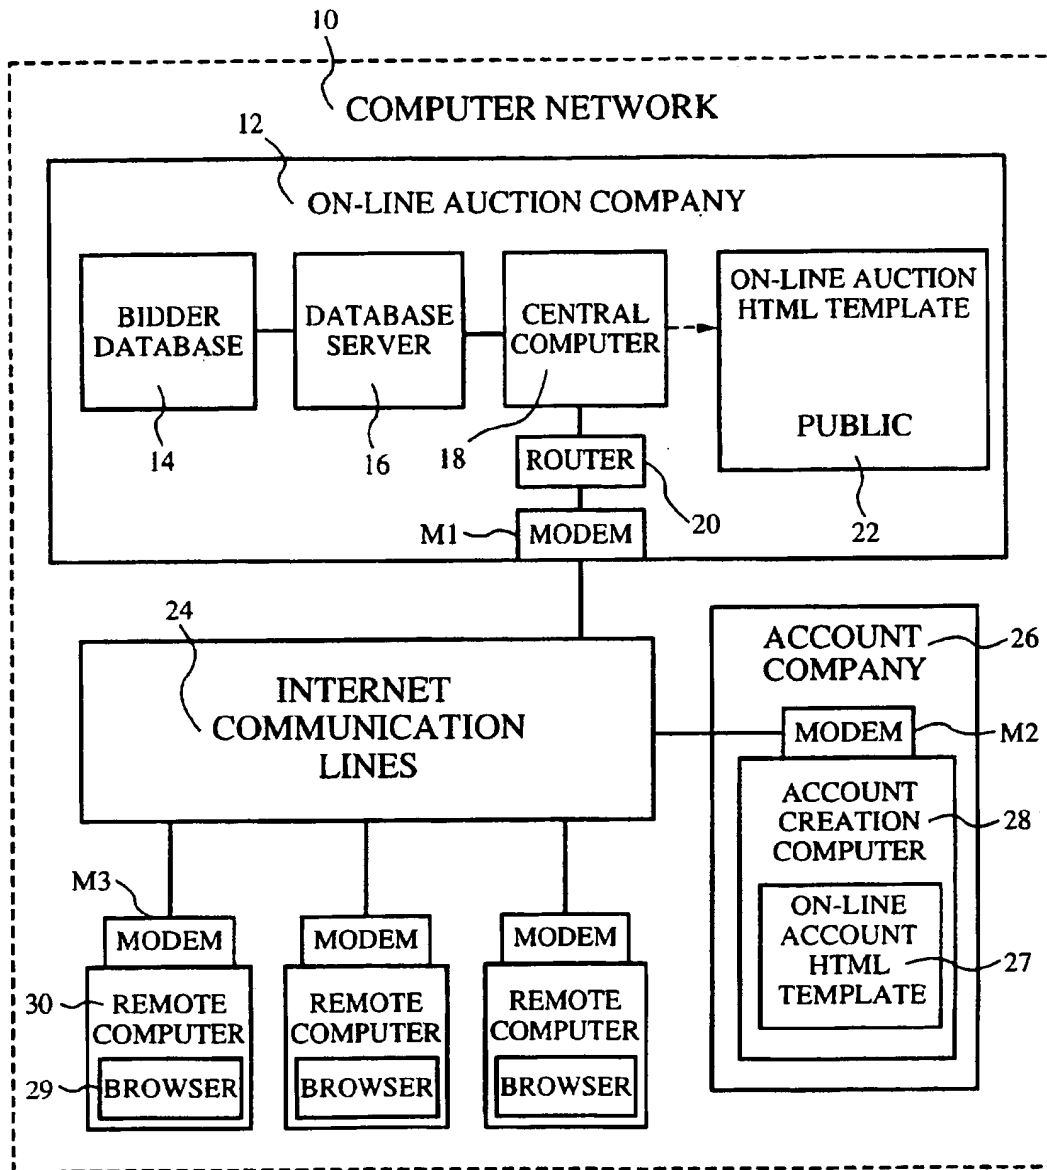 10
COMPUTER NETWORK
12
ON-LINE AUCTION COMPANY
BIDDER
DATABASE
14
DATABASE
SERVER
16
CENTRAL
COMPUTER
18
ON-LINE AUCTION
HTML TEMPLATE
PUBLIC
22
ROUTER
20
M1
MODEM
24
INTERNET
COMMUNICATION
LINES
ACCOUNT
COMPANY
26
MODEM
M2
ACCOUNT
CREATION
COMPUTER
28
ON-LINE
ACCOUNT
HTML
TEMPLATE
27
M3
MODEM
30
REMOTE
COMPUTER
29
BROWSER
MODEM
REMOTE
COMPUTER
BROWSER
MODEM
REMOTE
COMPUTER
BROWSER